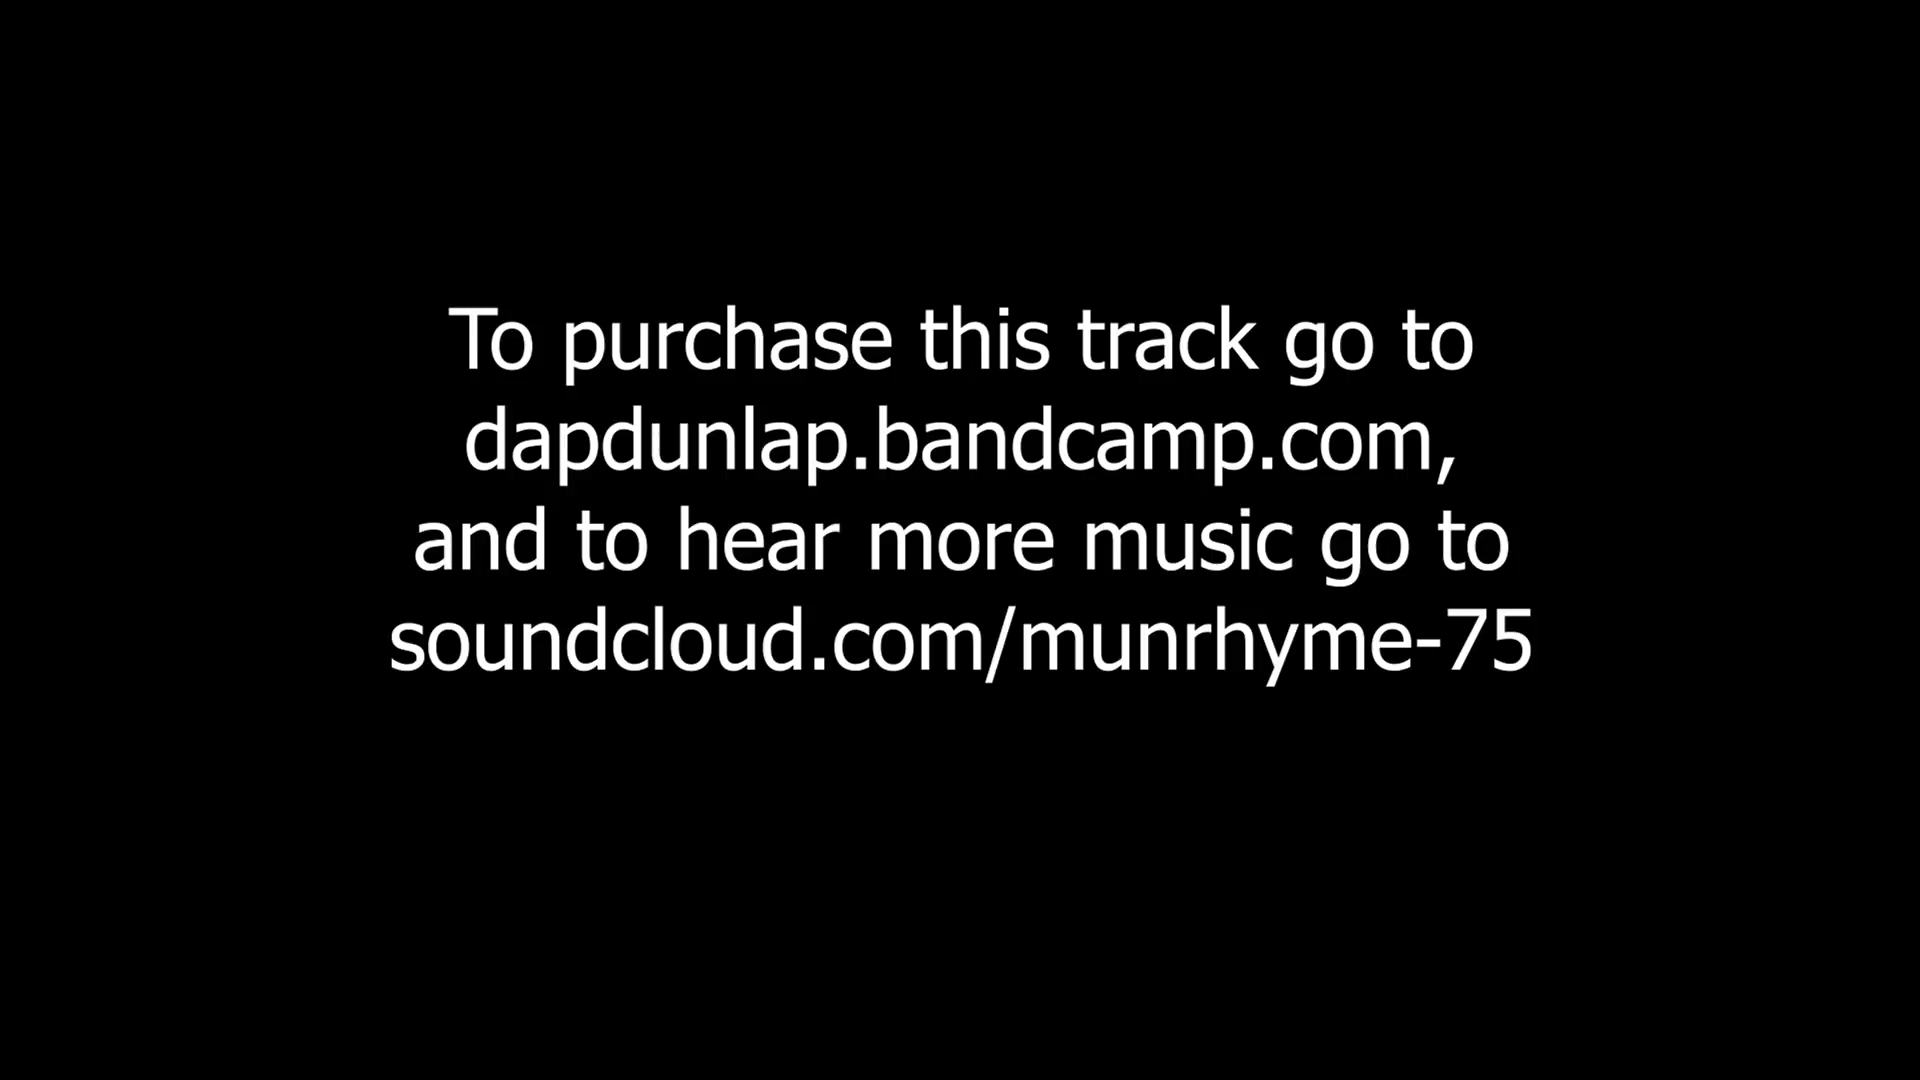 To purchase this track go to
dapdunlap.bandcamp.com,
and to hear more music go to
soundcloud.com/munrhyme-75